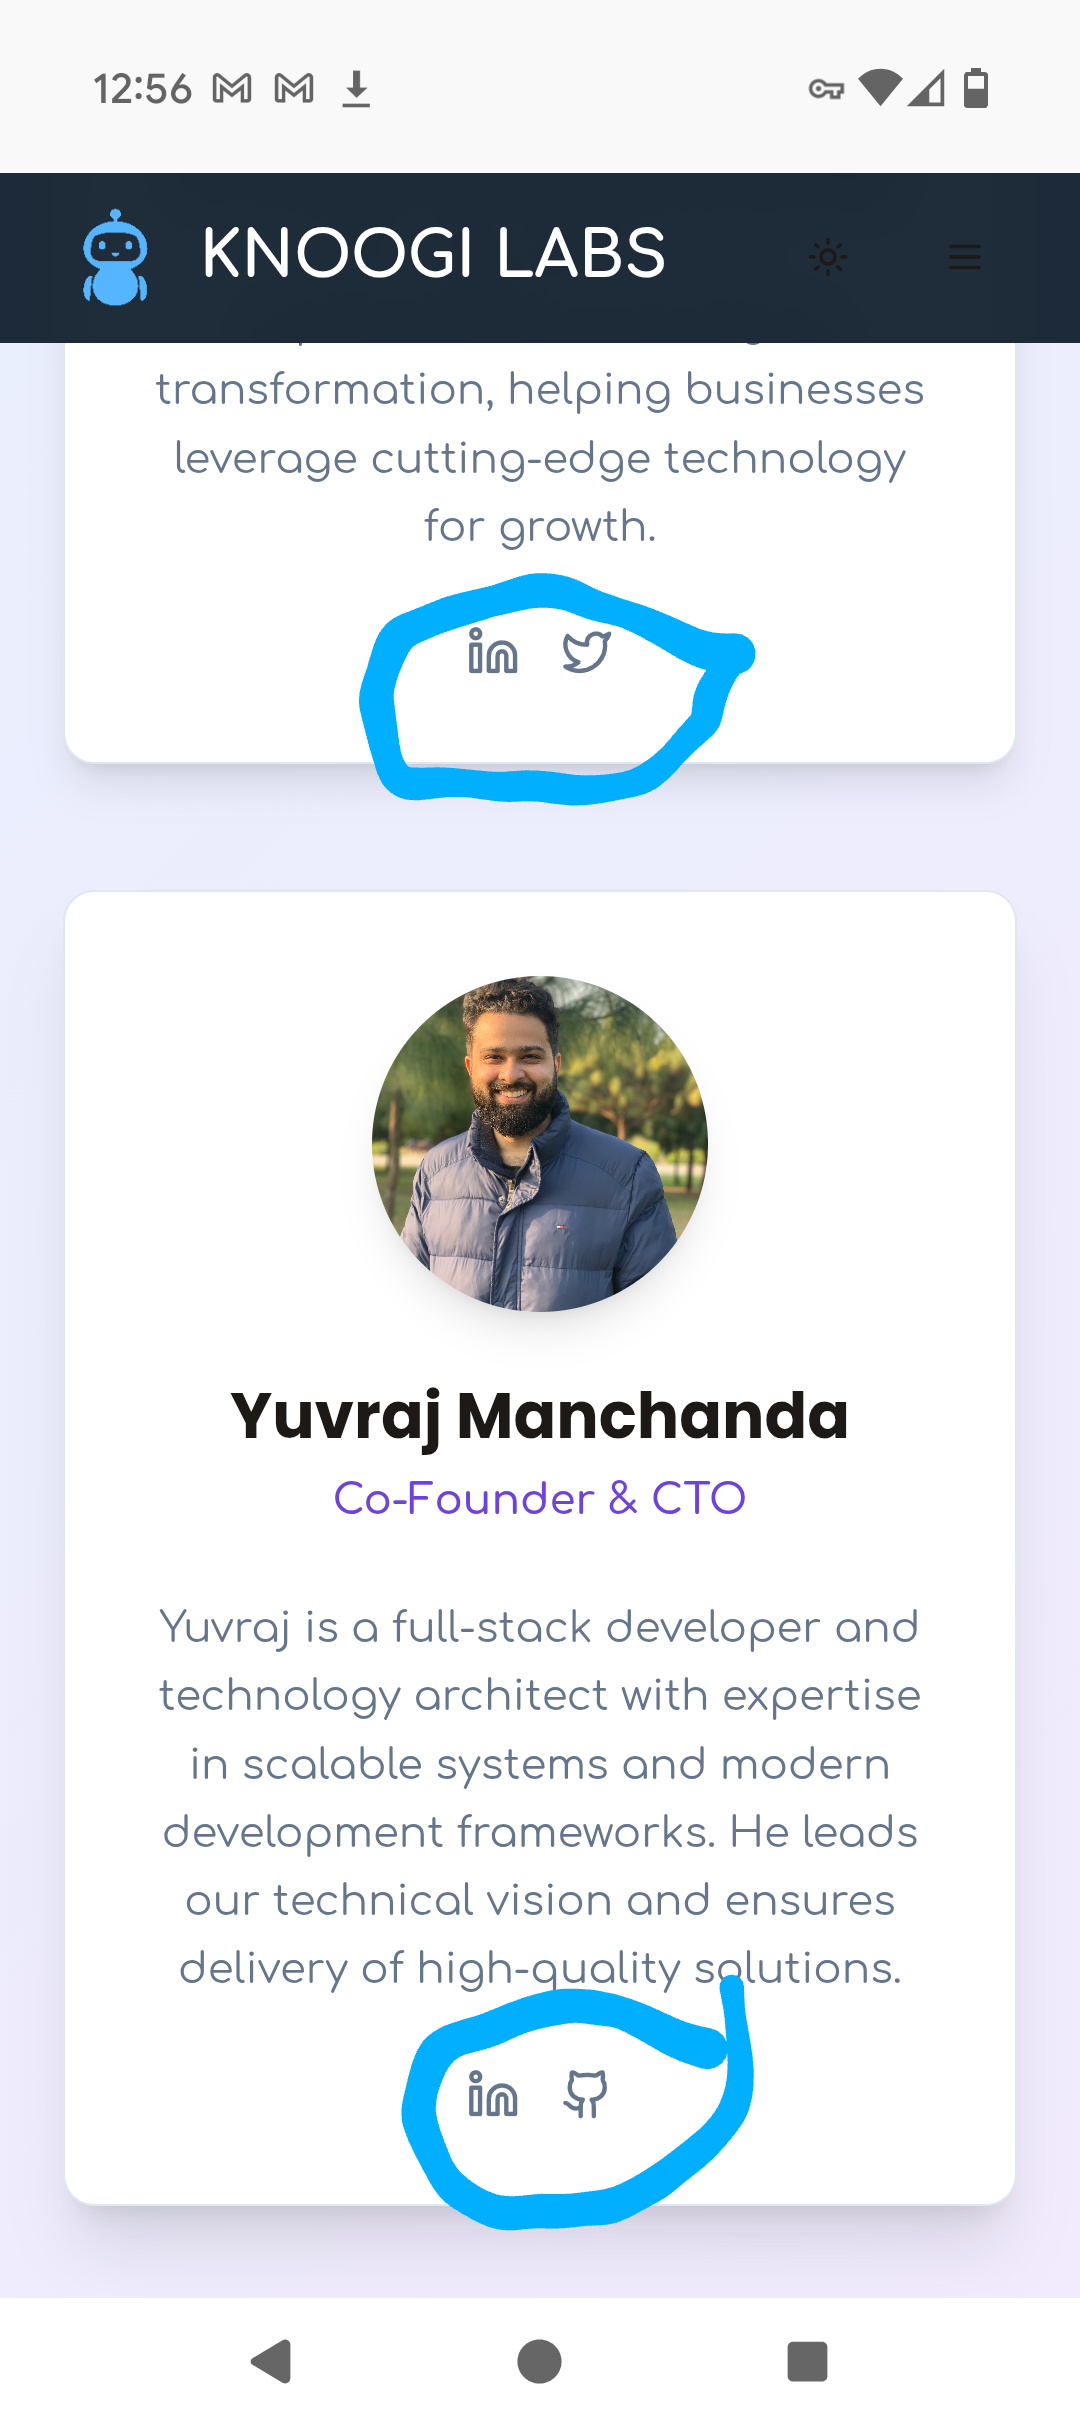 12:56
KNOOGI LABS
transformation, helping businesses
leverage cutting-edge technology
for growth.
Yuvraj Manchanda
Co-Founder & CTO
Yuvraj is a full-stack developer and
technology architect with expertise
in scalable systems and modern
development frameworks. He leads
our technical vision and ensures
delivery of high-quality solutions.